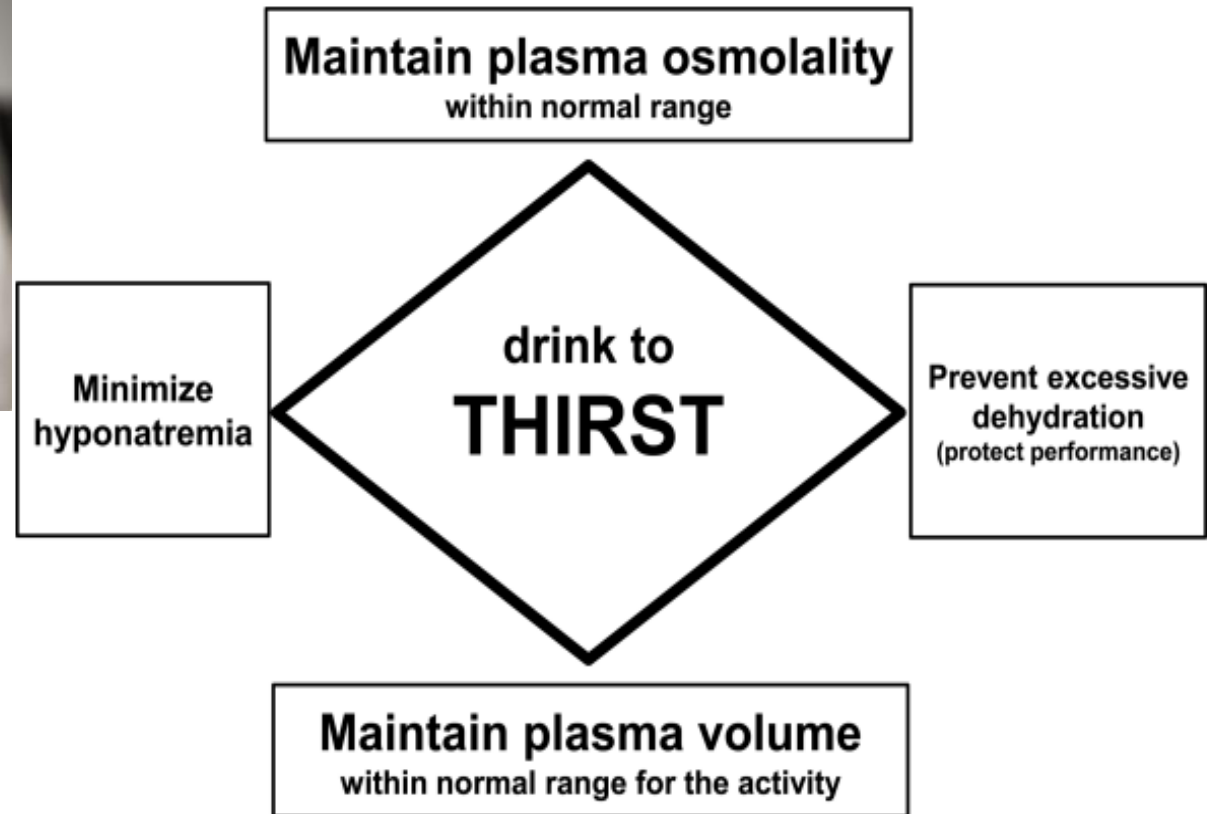 Maintain plasma osmolality
within normal range
Minimize
hyponatremia
drink to
THIRST
Prevent excessive
dehydration
(protect performance)
Maintain plasma volume
within normal range for the activity